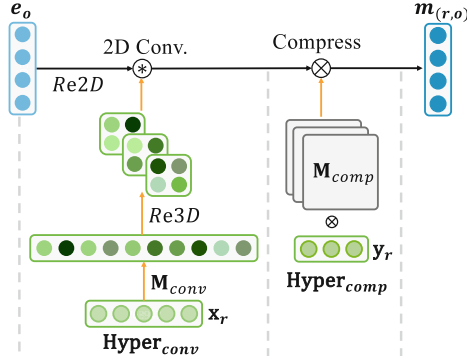 e_o
m_(r,o)
2D Conv.
Compress
Re2D
M_comp
Re3D
y_r
Hyper_comp
M_conv
x_r
Hyper_conv